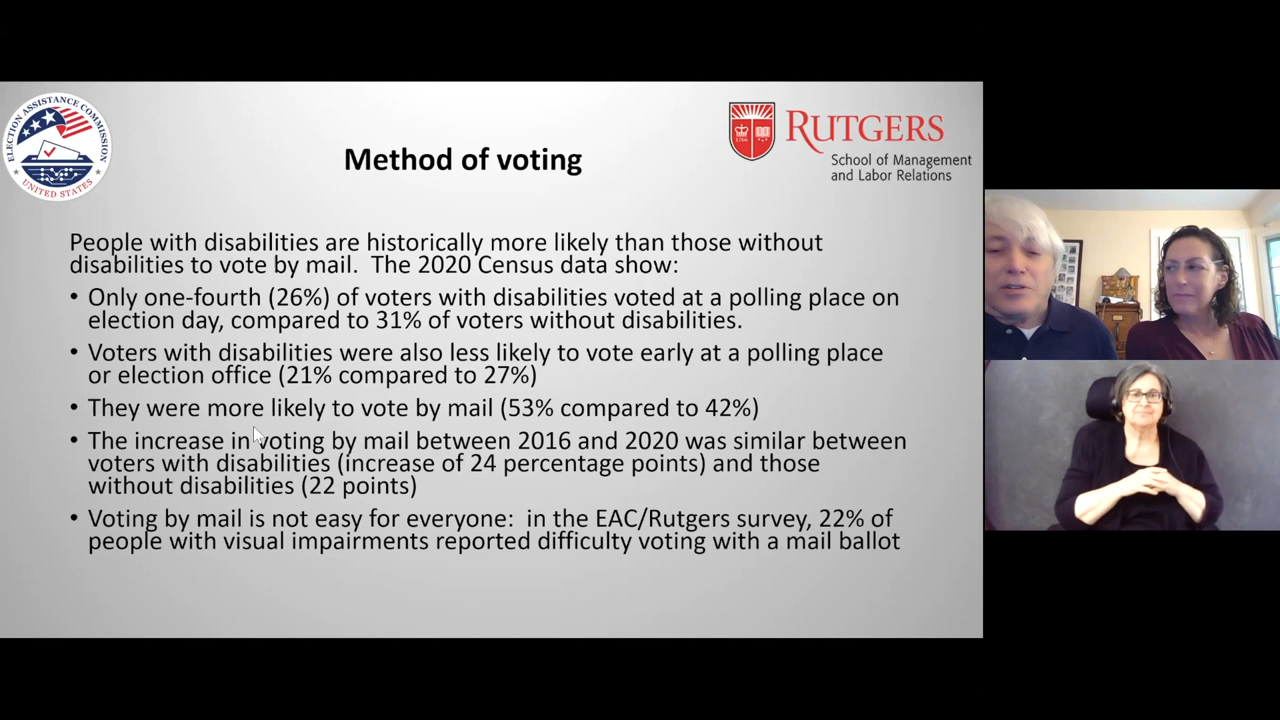 ELECTION ASSISTANCE COMMISSION
UNITED STATES
1766
RUTGERS
School of Management
and Labor Relations
Method of voting
People with disabilities are historically more likely than those without
disabilities to vote by mail.  The 2020 Census data show:
• Only one-fourth (26%) of voters with disabilities voted at a polling place on
election day, compared to 31% of voters without disabilities.
• Voters with disabilities were also less likely to vote early at a polling place
or election office (21% compared to 27%)
• They were more likely to vote by mail (53% compared to 42%)
• The increase in voting by mail between 2016 and 2020 was similar between
voters with disabilities (increase of 24 percentage points) and those
without disabilities (22 points)
• Voting by mail is not easy for everyone:  in the EAC/Rutgers survey, 22% of
people with visual impairments reported difficulty voting with a mail ballot